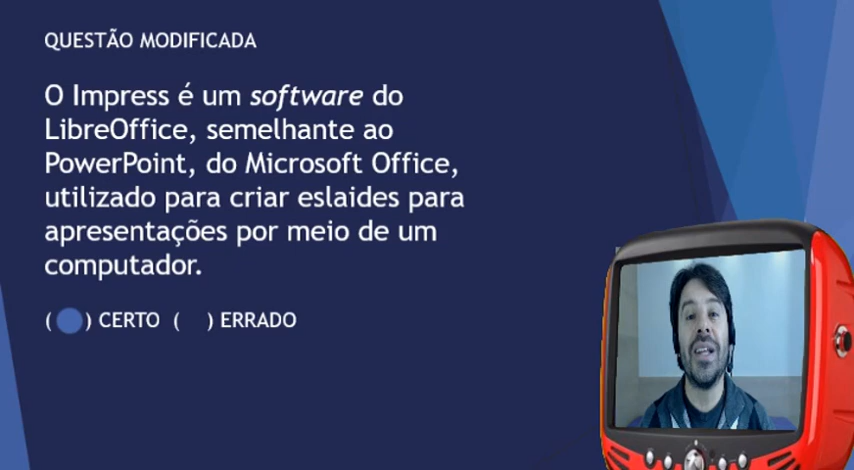 QUESTÃO MODIFICADA
O Impress é um software do
LibreOffice, semelhante ao
PowerPoint, do Microsoft Office,
utilizado para criar eslaides para
apresentações por meio de um
computador.
( ) CERTO ( ) ERRADO